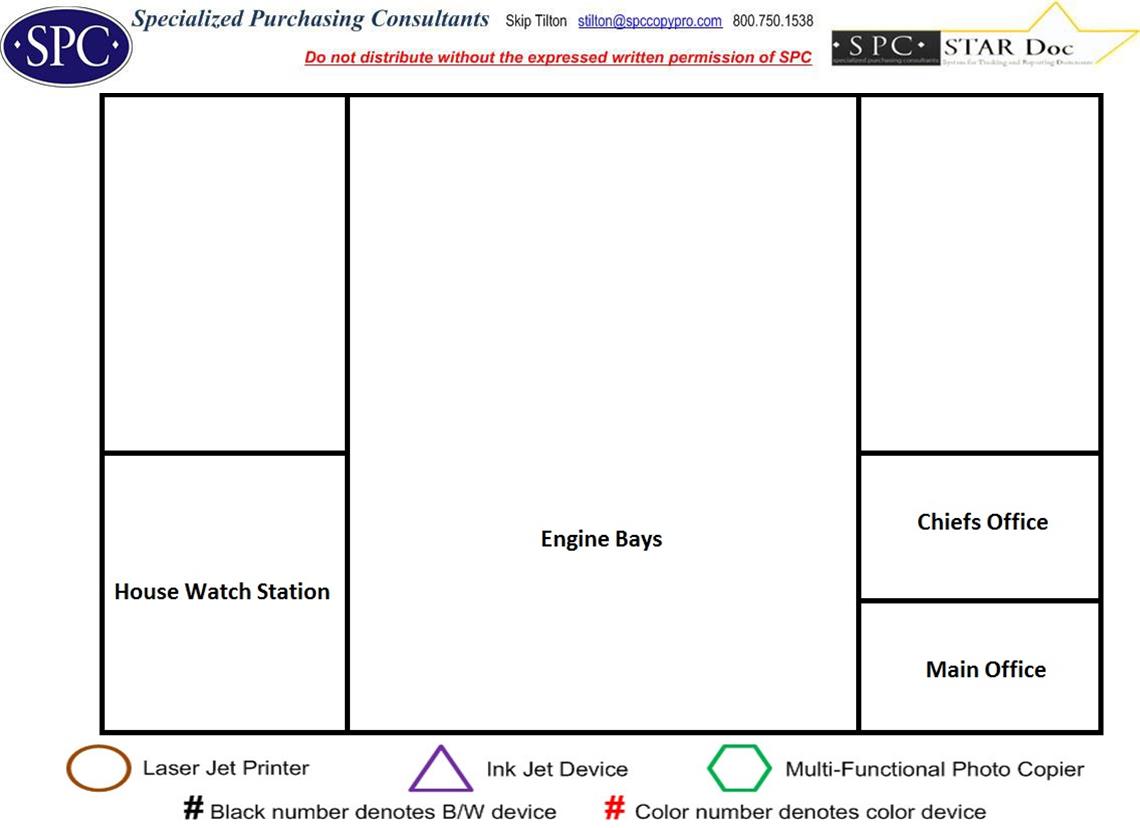 ·SPC·
Specialized Purchasing Consultants Skip Tilton stilton@spccopypro.com 800.750.1538
Do not distribute without the expressed written permission of SPC
· S P C · STAR Doc
specialized purchasing consultants System for Tracking and Reporting Documents
Chiefs Office
Engine Bays
House Watch Station
Main Office
Laser Jet Printer Ink Jet Device Multi-Functional Photo Copier
# Black number denotes B/W device # Color number denotes color device